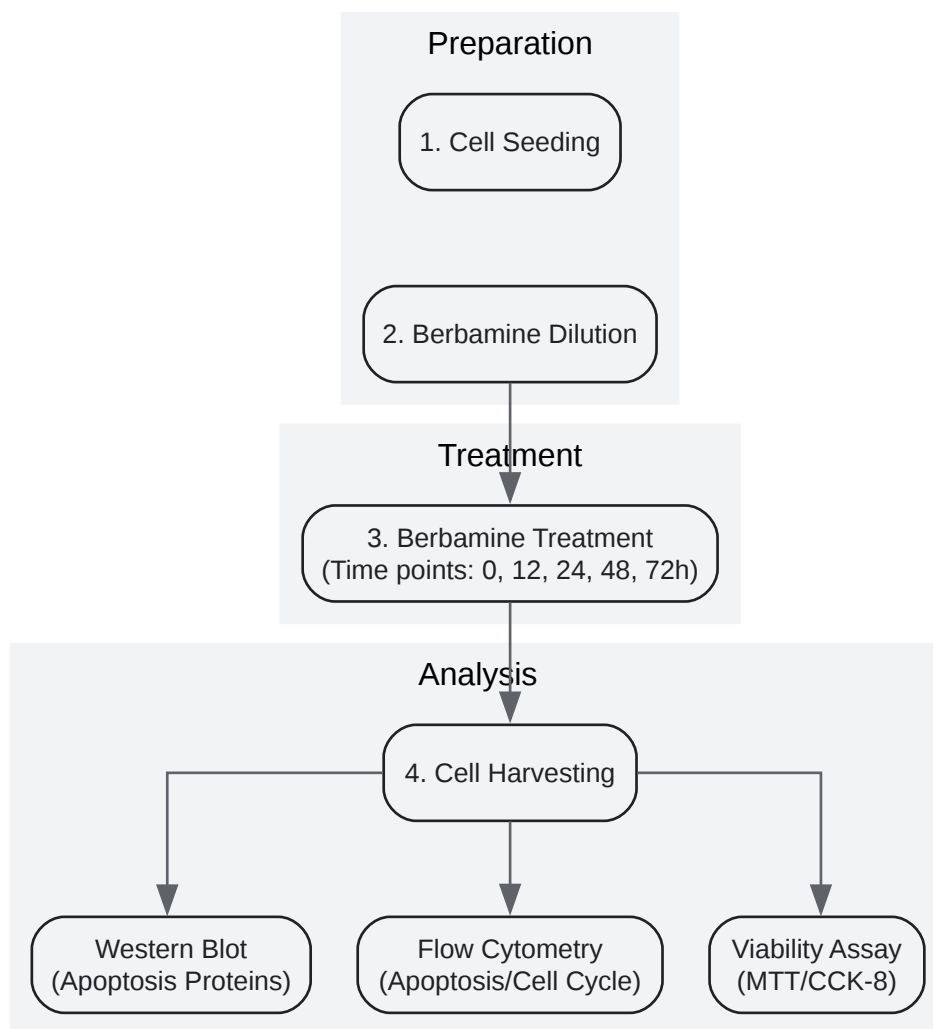 Preparation
1. Cell Seeding
2. Berbamine Dilution
Treatment
3. Berbamine Treatment
(Time points: 0, 12, 24, 48, 72h)
Analysis
4. Cell Harvesting
Western Blot
(Apoptosis Proteins)
Flow Cytometry
(Apoptosis/Cell Cycle)
Viability Assay
(MTT/CCK-8)